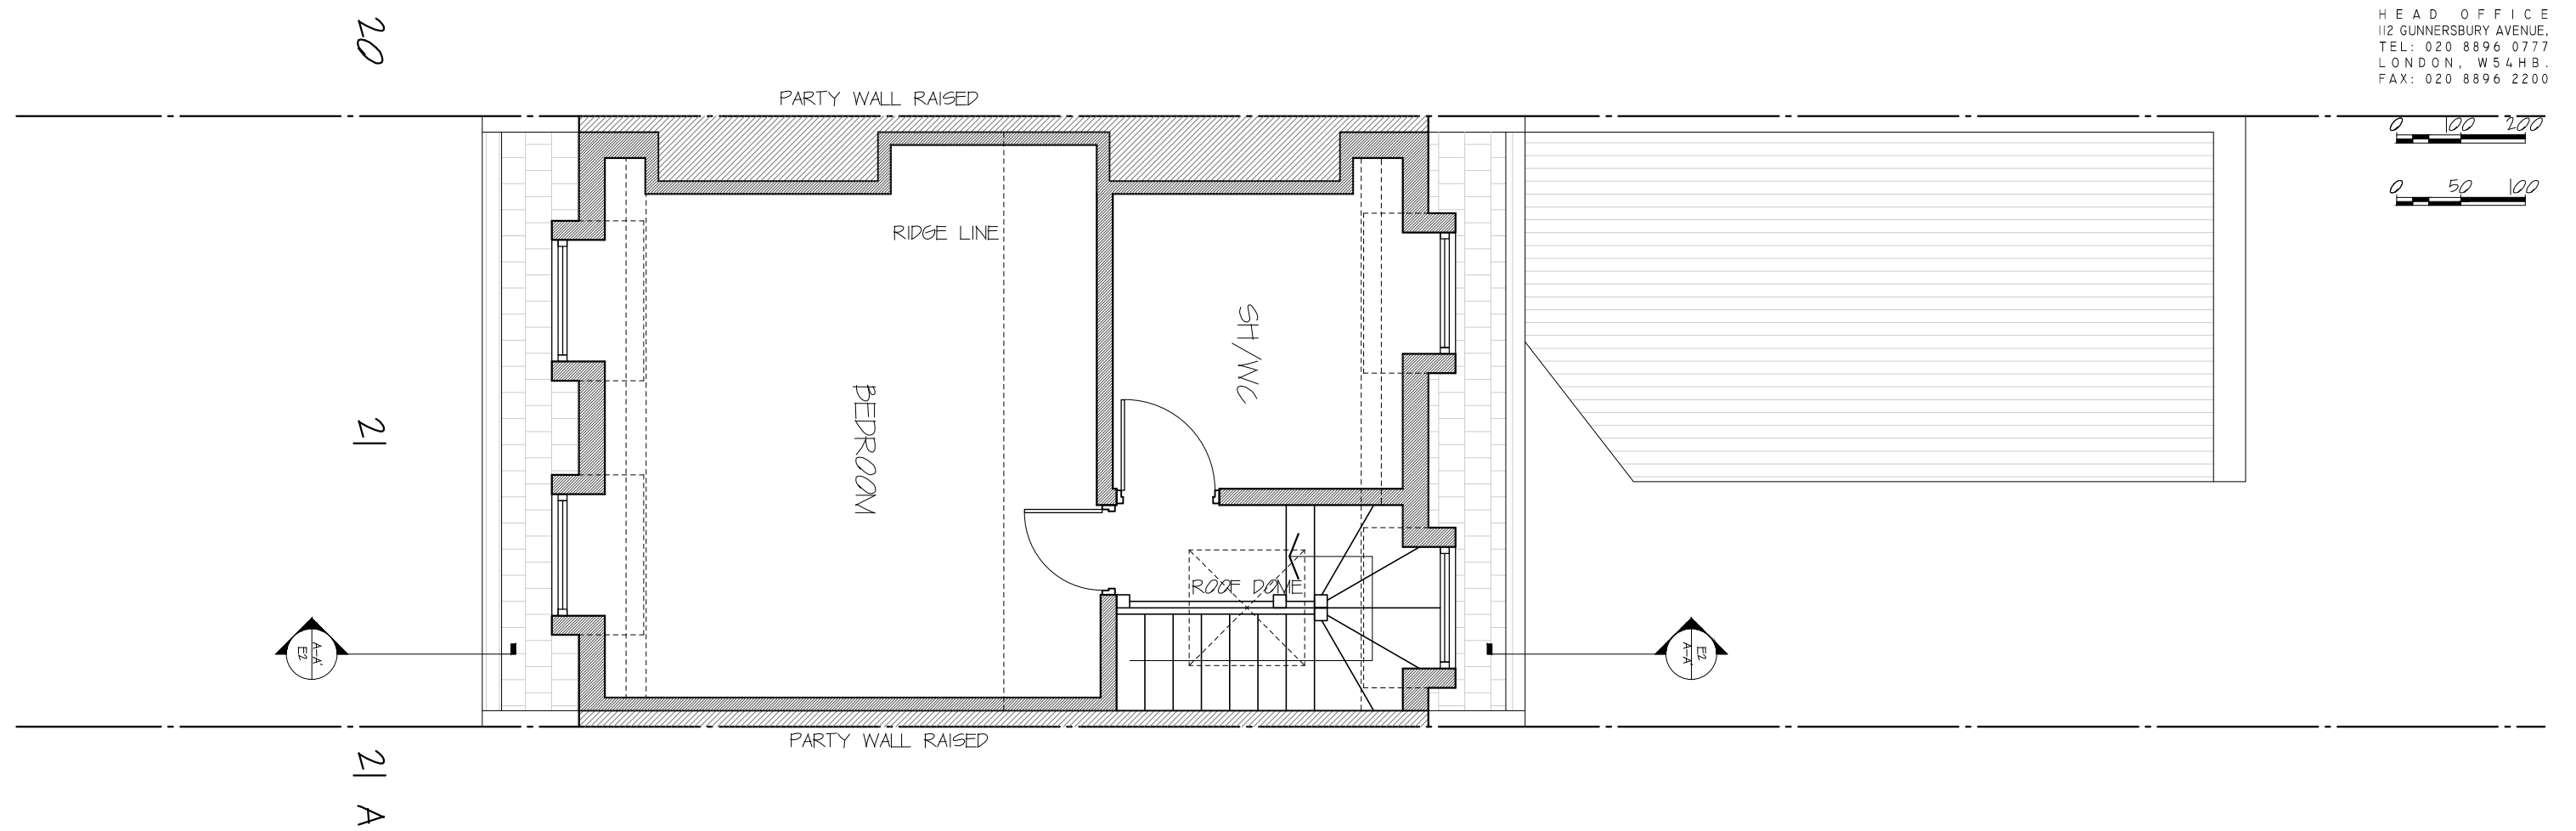 HEAD OFFICE
112 GUNNERSBURY AVENUE,
TEL: 020 8896 0777
LONDON, W54HB.
FAX: 020 8896 2200
0 100 200
0 50 100
20
PARTY WALL RAISED
RIDGE LINE
SH/WC
BEDROOM
21
ROOF DOME
A-A'
E2
E2
A-A'
PARTY WALL RAISED
21 A